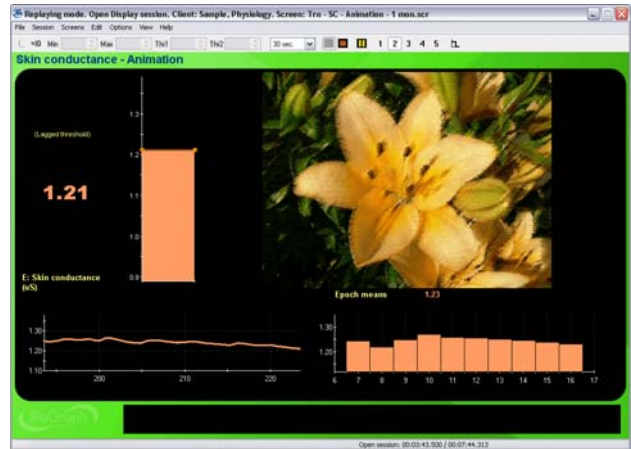 Replaying mode. Open Display session. Client: Sample, Physiology. Screen: Trn - SC - Animation - 1 mon.scr
File Session Screens Edit Options View Help
Min Max Thr1 Thr2 30 sec. 1 2 3 4 5
Skin conductance - Animation
1.3
(Lagged threshold)
1.2
1.21
1.1
1.0
E: Skin conductance
0.9
(uS)
Epoch means 1.23
1.30 1.30
1.20 1.20
1.10
200 210 220 6 7 8 9 10 11 12 13 14 15 16 17
BioGraph
Open session: 00:03:43.500 / 00:07:44.313